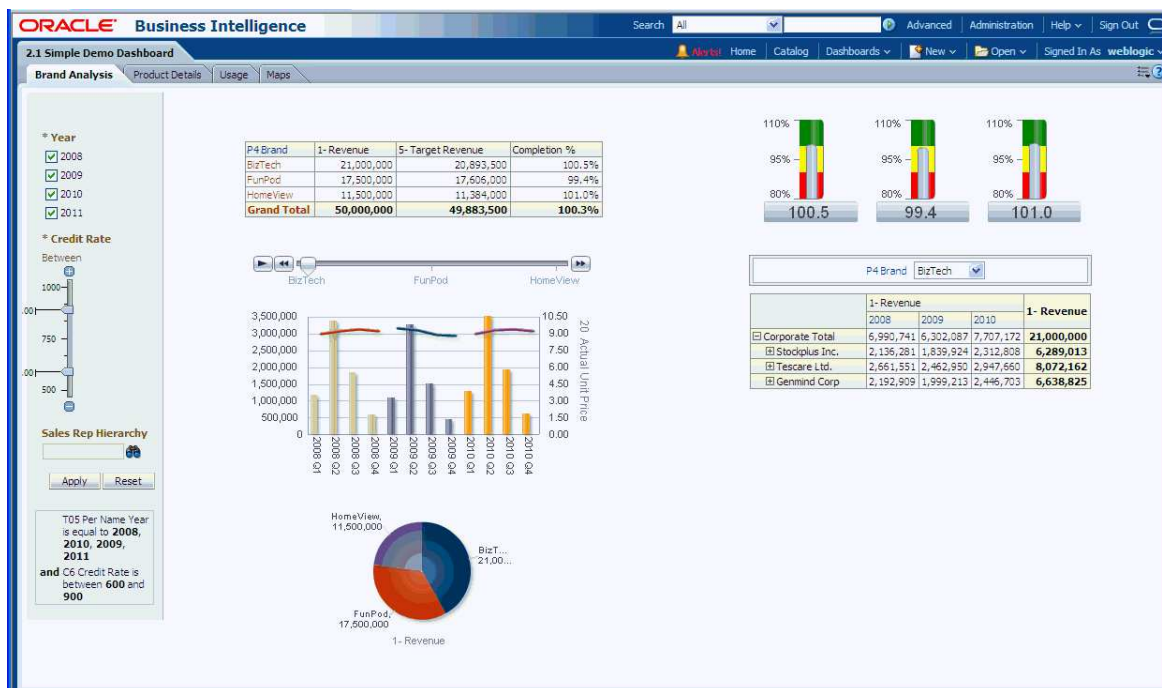 ORACLE Business Intelligence
Search All Advanced Administration Help Sign Out
2.1 Simple Demo Dashboard
Alerts! Home Catalog Dashboards New Open Signed In As weblogic
Brand Analysis Product Details Usage Maps
* Year
2008
2009
2010
2011
* Credit Rate
Between
1000
.00
750
.00
500
Sales Rep Hierarchy
Apply Reset
T05 Per Name Year
is equal to 2008,
2010, 2009,
2011
and C6 Credit Rate is
between 600 and
900
P4 Brand 1- Revenue 5- Target Revenue Completion %
BizTech 21,000,000 20,893,500 100.5%
FunPod 17,500,000 17,606,000 99.4%
HomeView 11,500,000 11,384,000 101.0%
Grand Total 50,000,000 49,883,500 100.3%
BizTech FunPod HomeView
3,500,000
3,000,000
2,500,000
2,000,000
1,500,000
1,000,000
500,000
0
10.50
9.00
7.50
6.00
4.50
3.00
1.50
0.00
20 Actual Unit Price
2008 Q1
2008 Q2
2008 Q3
2008 Q4
2009 Q1
2009 Q2
2009 Q3
2009 Q4
2010 Q1
2010 Q2
2010 Q3
2010 Q4
HomeView,
11,500,000
BizT...
21,00...
FunPod,
17,500,000
1- Revenue
110% 110% 110%
95% 95% 95%
80% 80% 80%
100.5 99.4 101.0
P4 Brand BizTech
1- Revenue 1- Revenue
2008 2009 2010
Corporate Total 6,990,741 6,302,087 7,707,172 21,000,000
Stockplus Inc. 2,136,281 1,839,924 2,312,808 6,289,013
Tescare Ltd. 2,661,551 2,462,950 2,947,660 8,072,162
Genmind Corp 2,192,909 1,999,213 2,446,703 6,638,825